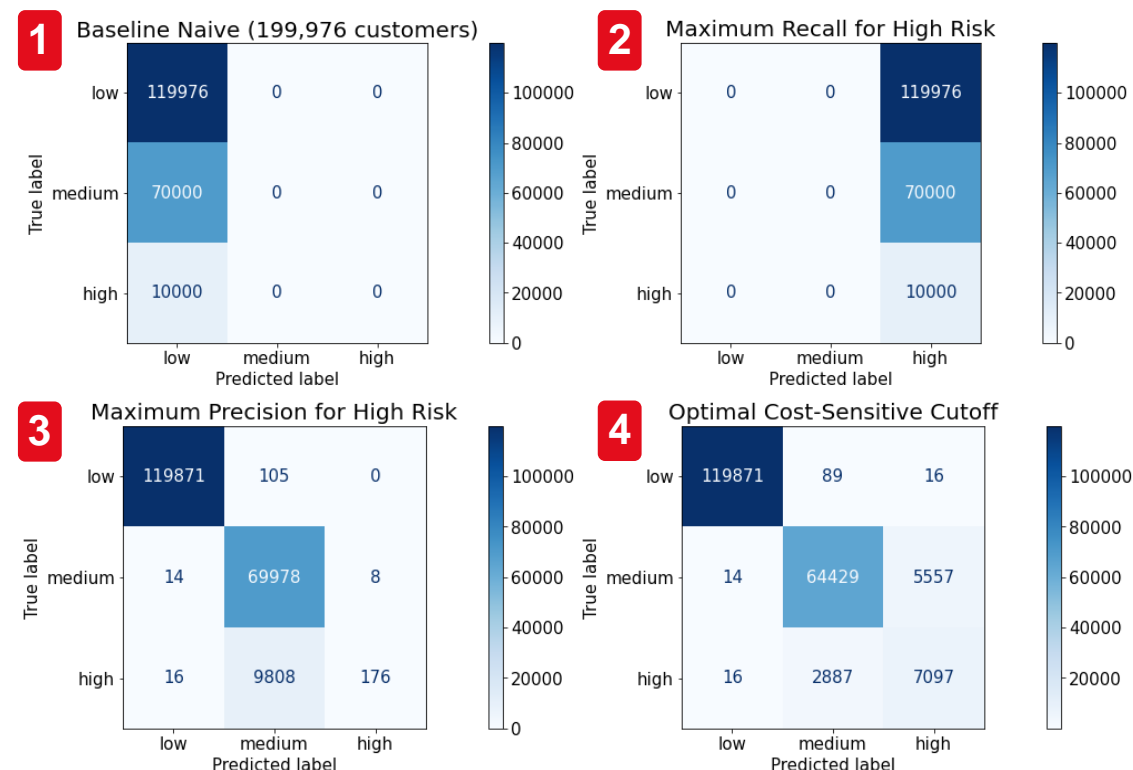 1
Baseline Naive (199,976 customers)
low 119976 0 0
medium 70000 0 0
high 10000 0 0
low medium high
True label
Predicted label
100000
80000
60000
40000
20000
0
2
Maximum Recall for High Risk
low 0 0 119976
medium 0 0 70000
high 0 0 10000
low medium high
True label
Predicted label
100000
80000
60000
40000
20000
0
3
Maximum Precision for High Risk
low 119871 105 0
medium 14 69978 8
high 16 9808 176
low medium high
True label
Predicted label
100000
80000
60000
40000
20000
0
4
Optimal Cost-Sensitive Cutoff
low 119871 89 16
medium 14 64429 5557
high 16 2887 7097
low medium high
True label
Predicted label
100000
80000
60000
40000
20000